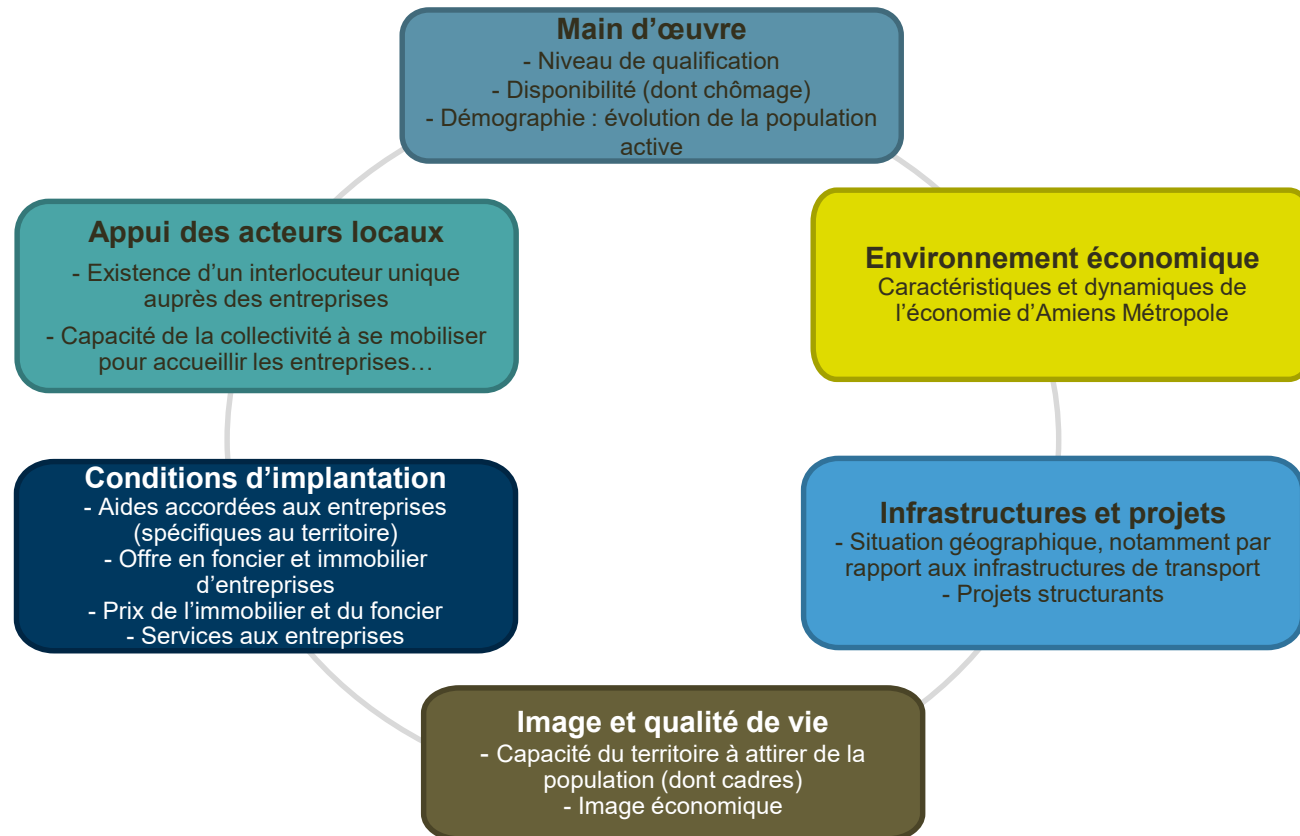 Main d’œuvre
- Niveau de qualification
- Disponibilité (dont chômage)
- Démographie : évolution de la population
active
Appui des acteurs locaux
- Existence d’un interlocuteur unique
auprès des entreprises
- Capacité de la collectivité à se mobiliser
pour accueillir les entreprises…
Environnement économique
Caractéristiques et dynamiques de
l’économie d’Amiens Métropole
Conditions d’implantation
- Aides accordées aux entreprises
(spécifiques au territoire)
- Offre en foncier et immobilier
d’entreprises
- Prix de l’immobilier et du foncier
- Services aux entreprises
Infrastructures et projets
- Situation géographique, notamment par
rapport aux infrastructures de transport
- Projets structurants
Image et qualité de vie
- Capacité du territoire à attirer de la
population (dont cadres)
- Image économique